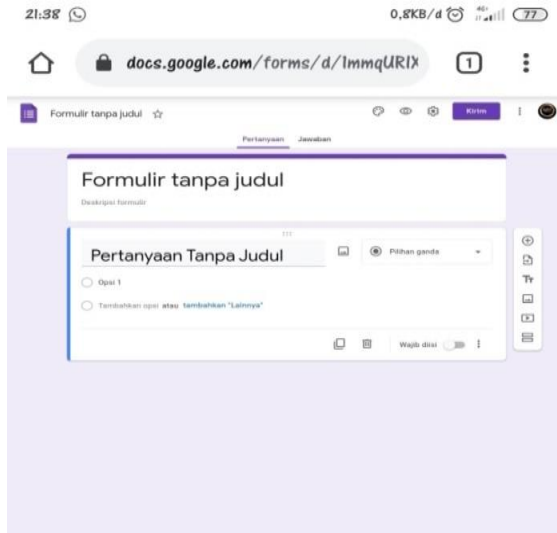 21:38 0,8KB/d 4G+ 77
docs.google.com/forms/d/1mmqURIX 1
Formulir tanpa judul Kirim
Pertanyaan Jawaban
Formulir tanpa judul
Deskripsi formulir
Pertanyaan Tanpa Judul Pilihan ganda
Opsi 1
Tambahkan opsi atau tambahkan "Lainnya"
Wajib diisi